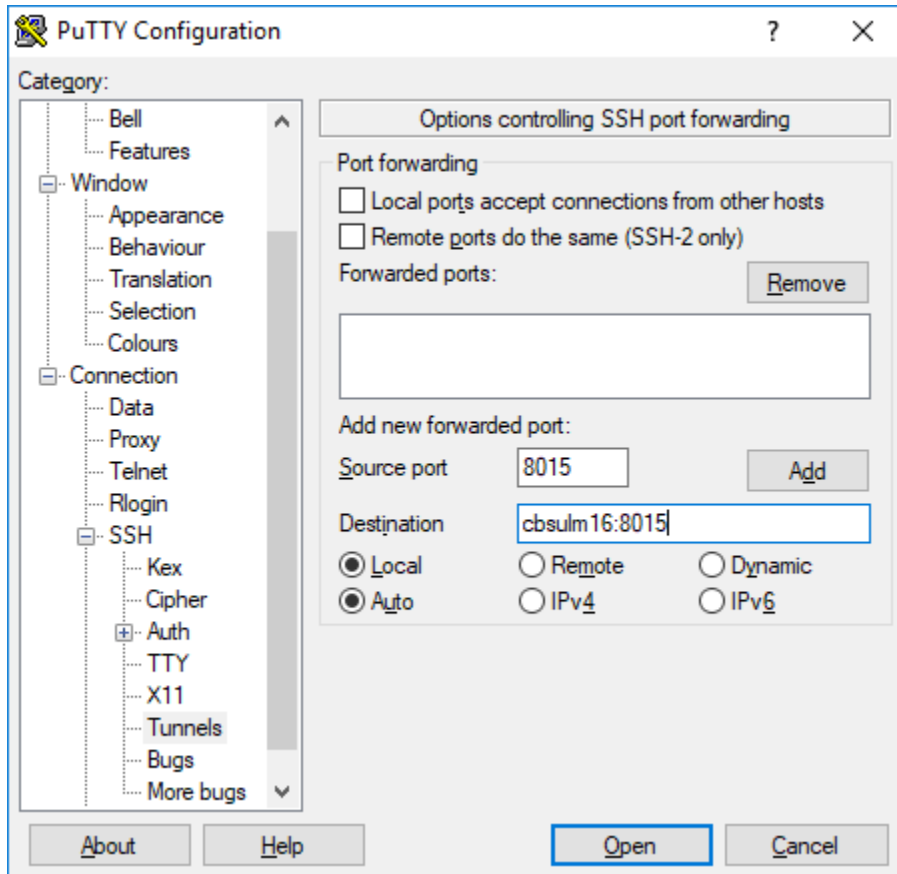 PuTTY Configuration ? ×
Category:
Bell
Features
Window
Appearance
Behaviour
Translation
Selection
Colours
Connection
Data
Proxy
Telnet
Rlogin
SSH
Kex
Cipher
Auth
TTY
X11
Tunnels
Bugs
More bugs
Options controlling SSH port forwarding
Port forwarding
Local ports accept connections from other hosts
Remote ports do the same (SSH-2 only)
Forwarded ports: Remove
Add new forwarded port:
Source port 8015 Add
Destination cbsulm16:8015
Local Remote Dynamic
Auto IPv4 IPv6
About Help Open Cancel